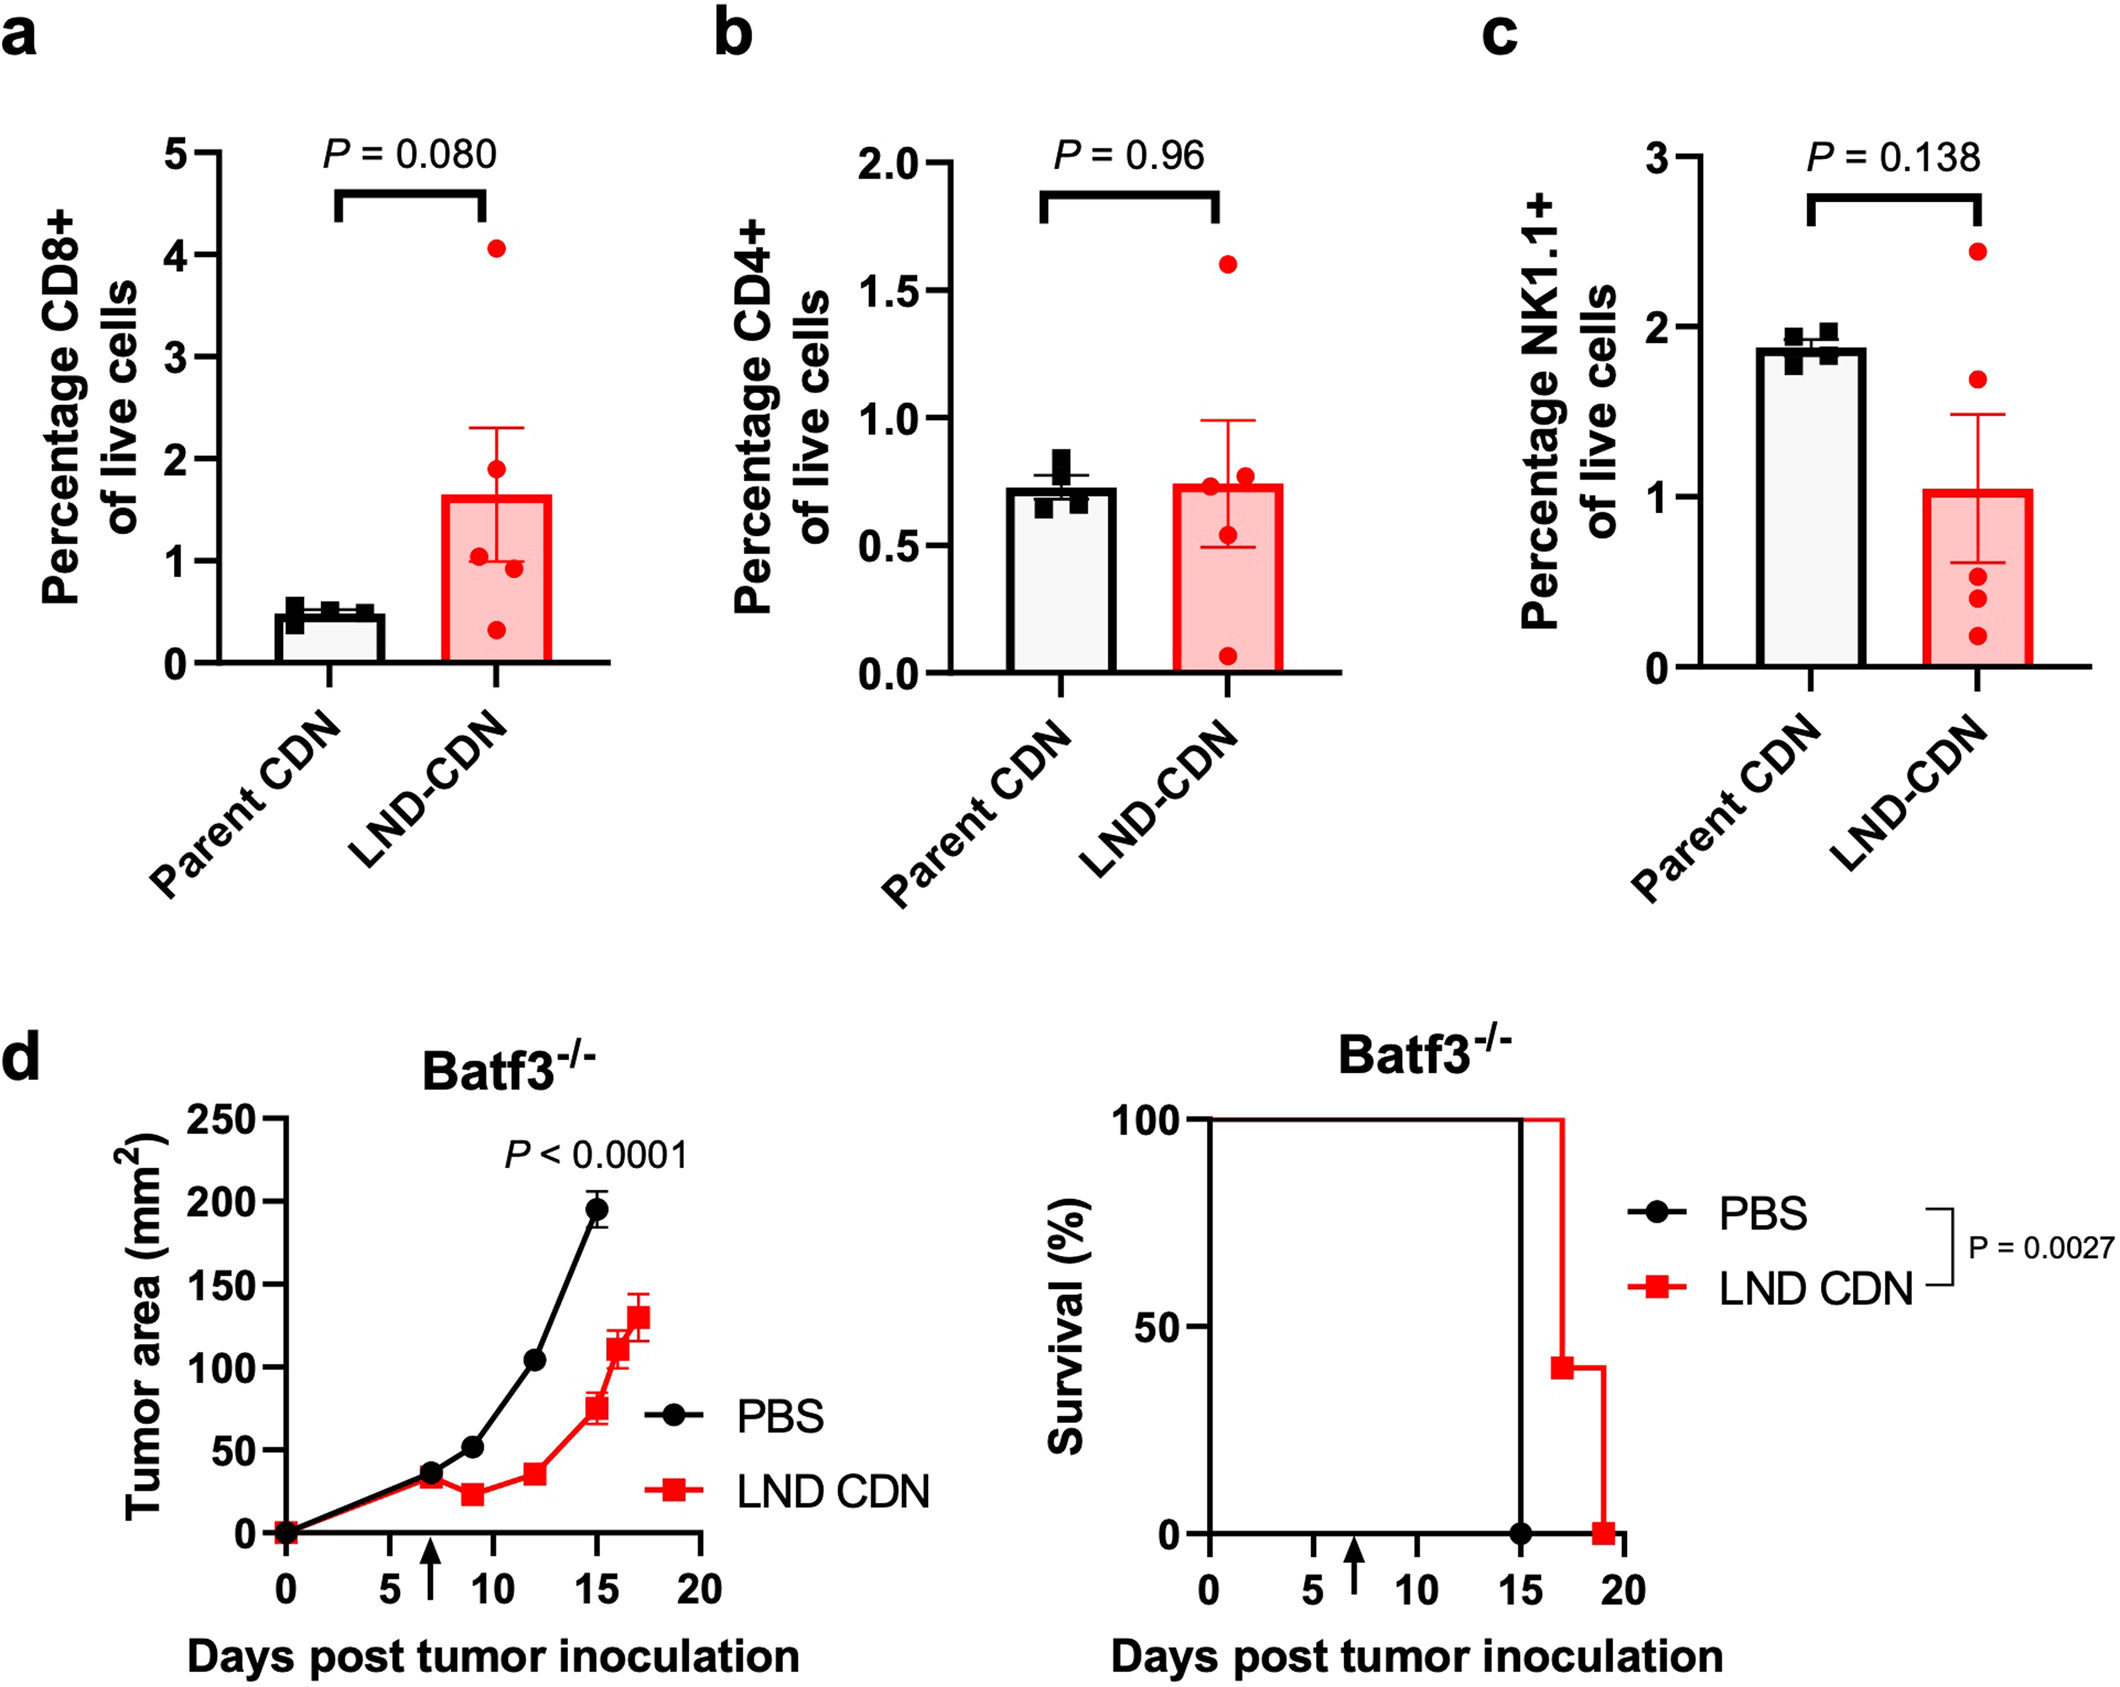 a
Percentage CD8+
of live cells
5
4
3
2
1
0
P = 0.080
Parent CDN
LND-CDN
b
Percentage CD4+
of live cells
2.0
1.5
1.0
0.5
0.0
P = 0.96
Parent CDN
LND-CDN
c
Percentage NK1.1+
of live cells
3
2
1
0
P = 0.138
Parent CDN
LND-CDN
d
Batf3-/-
Tumor area (mm2)
250
200
150
100
50
0
P < 0.0001
PBS
LND CDN
0 5 10 15 20
Days post tumor inoculation
Batf3-/-
Survival (%)
100
50
0
PBS
LND CDN
P = 0.0027
0 5 10 15 20
Days post tumor inoculation